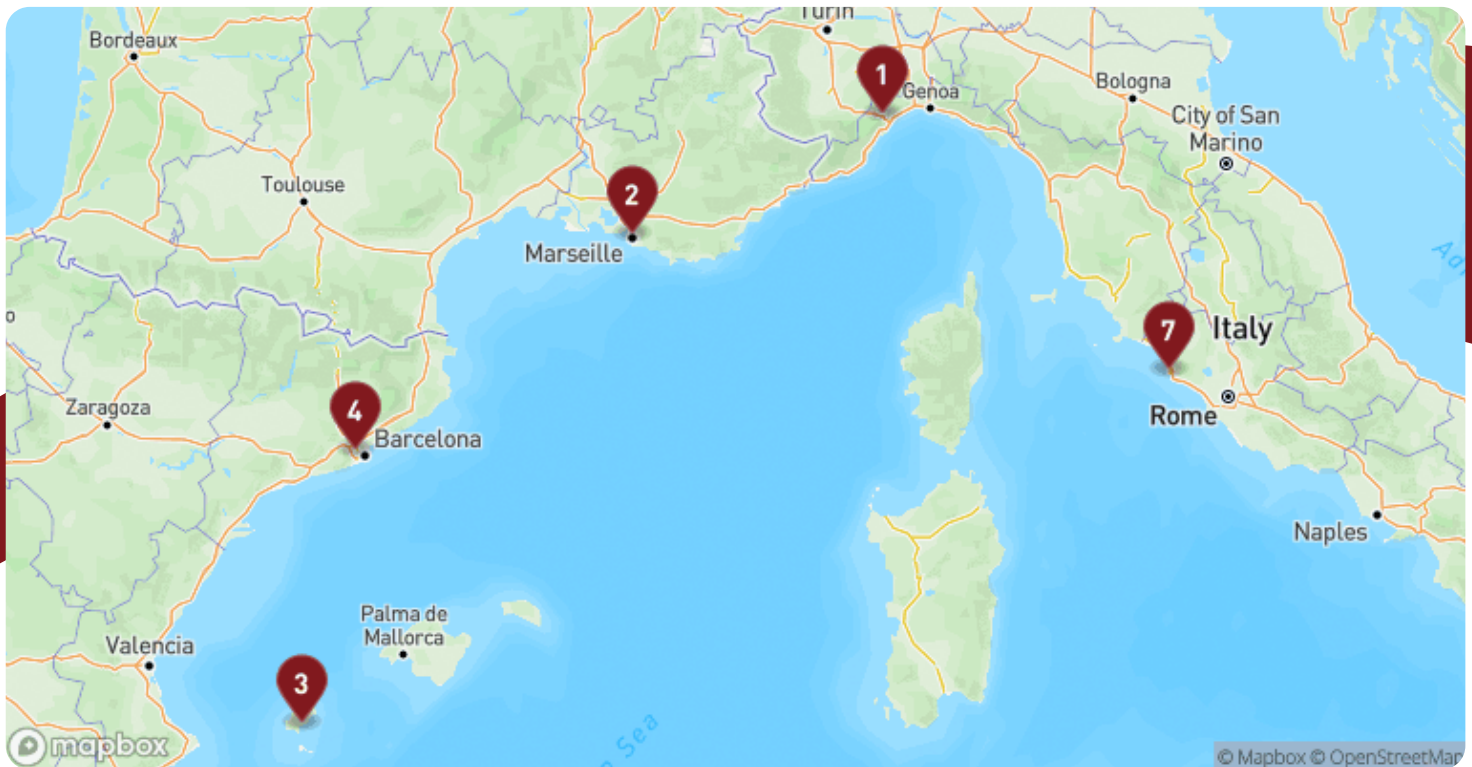 Turin
Bordeaux
1
Genoa
Bologna
City of San
Marino
Toulouse
2
Marseille
7
Italy
Rome
4
Zaragoza
Barcelona
Naples
Palma de
Mallorca
Valencia
3
Sea
mapbox
© Mapbox © OpenStreetMap